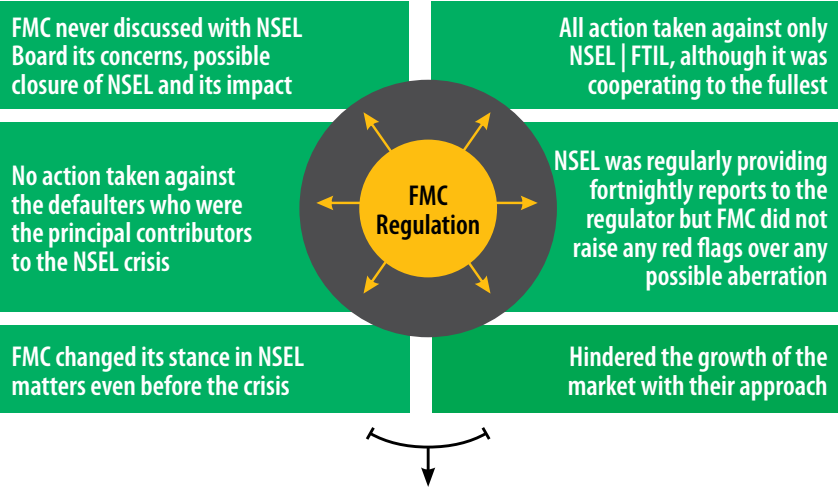 FMC never discussed with NSEL
Board its concerns, possible
closure of NSEL and its impact
All action taken against only
NSEL | FTIL, although it was
cooperating to the fullest
No action taken against
the defaulters who were
the principal contributors
to the NSEL crisis
FMC
Regulation
NSEL was regularly providing
fortnightly reports to the
regulator but FMC did not
raise any red flags over any
possible aberration
FMC changed its stance in NSEL
matters even before the crisis
Hindered the growth of the
market with their approach